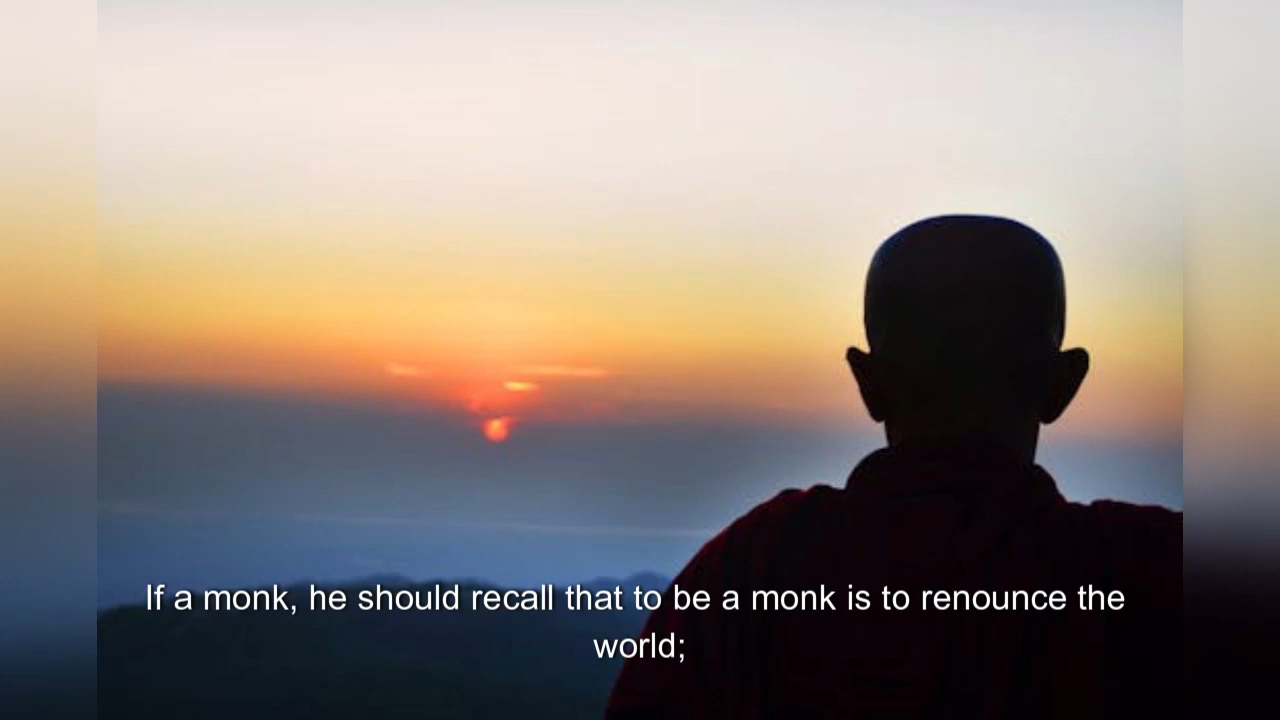 If a monk, he should recall that to be a monk is to renounce the
world;